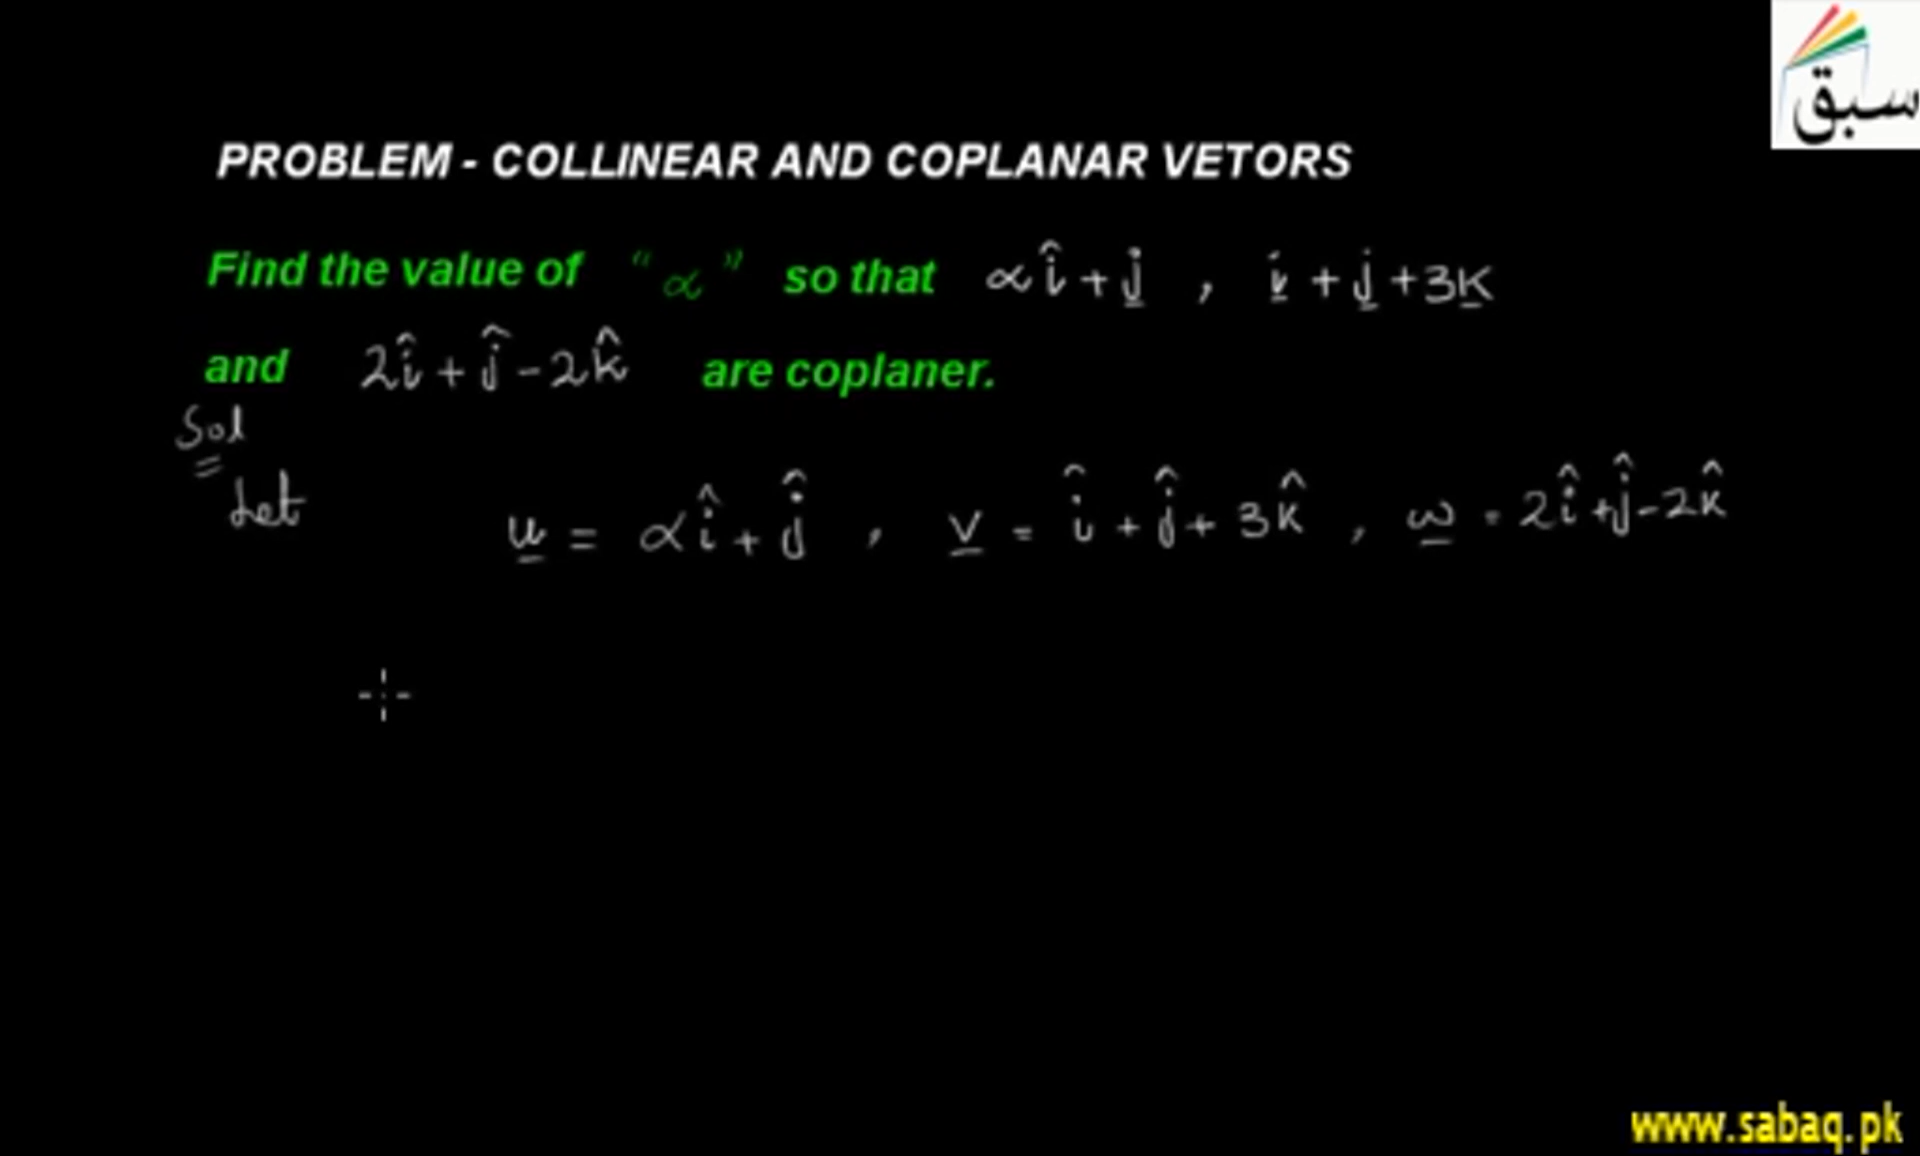 سبق
PROBLEM - COLLINEAR AND COPLANAR VETORS
Find the value of "α" so that αî + j̲ , i̲ + j̲ + 3k̲
and 2î + ĵ - 2k̂ are coplaner.
Sol
Let u̲ = αî + ĵ , v̲ = î + ĵ + 3k̂ , w̲ = 2î + ĵ - 2k̂
www.sabaq.pk